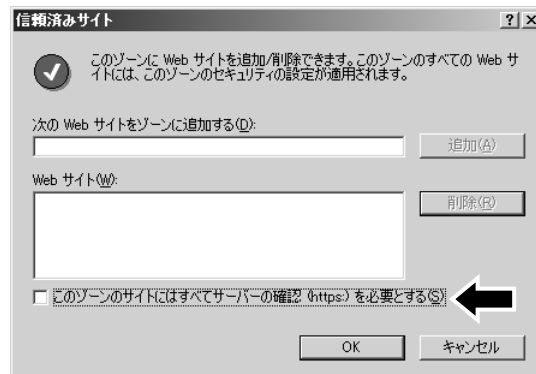 信頼済みサイト
このゾーンに Web サイトを追加/削除できます。このゾーンのすべての Web サ
イトには、このゾーンのセキュリティの設定が適用されます。
次の Web サイトをゾーンに追加する(D):
追加(A)
Web サイト(W):
削除(R)
このゾーンのサイトにはすべてサーバーの確認 (https:) を必要とする(S)
OK
キャンセル